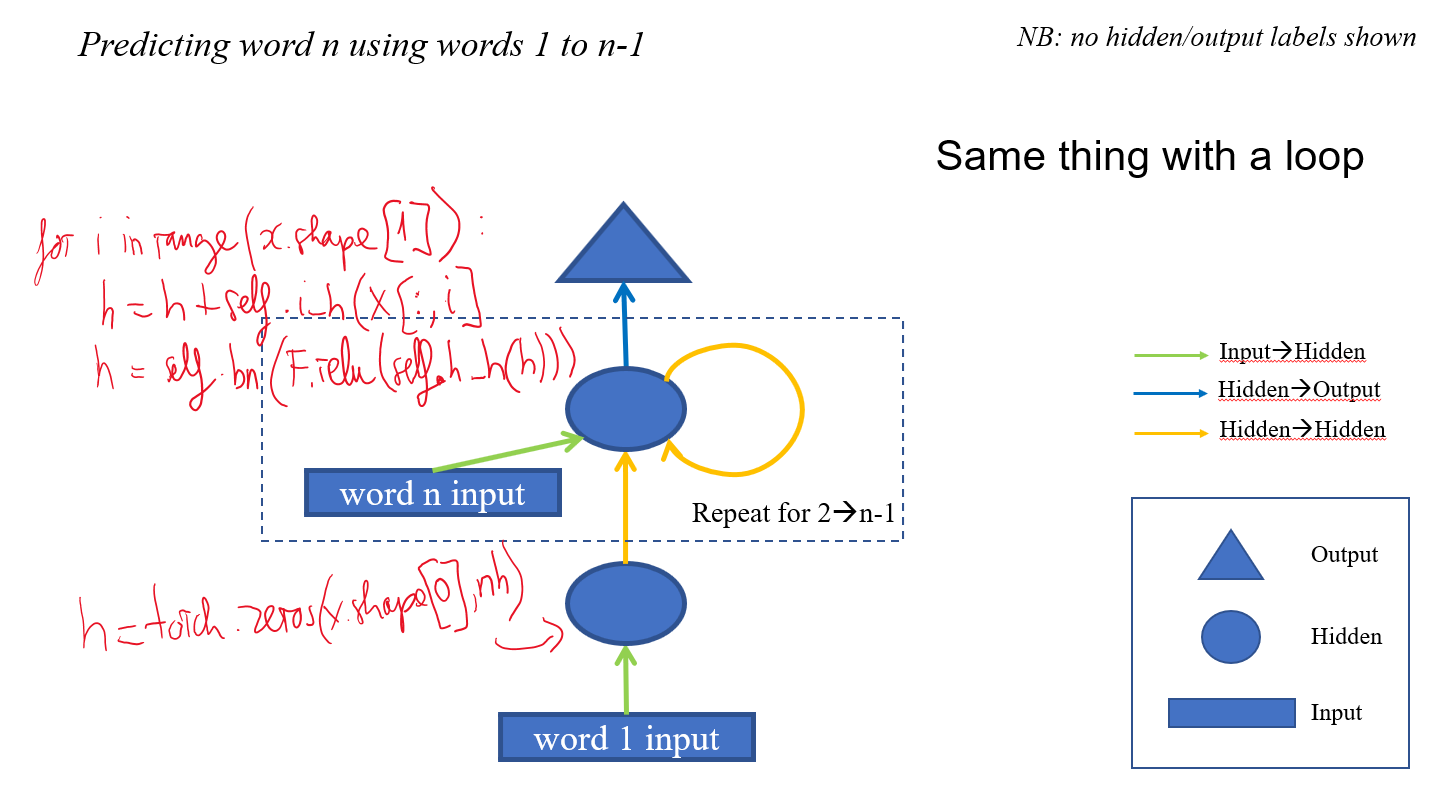 Predicting word n using words 1 to n-1
NB: no hidden/output labels shown
Same thing with a loop
for i in range(x.shape[1]):
h = h + self.i_h(x[:,i]
h = self.bn(F.relu(self.h_h(h)))
Input→Hidden
Hidden→Output
Hidden→Hidden
word n input
Repeat for 2→n-1
h = torch.zeros(x.shape[0], nh)
word 1 input
Output
Hidden
Input